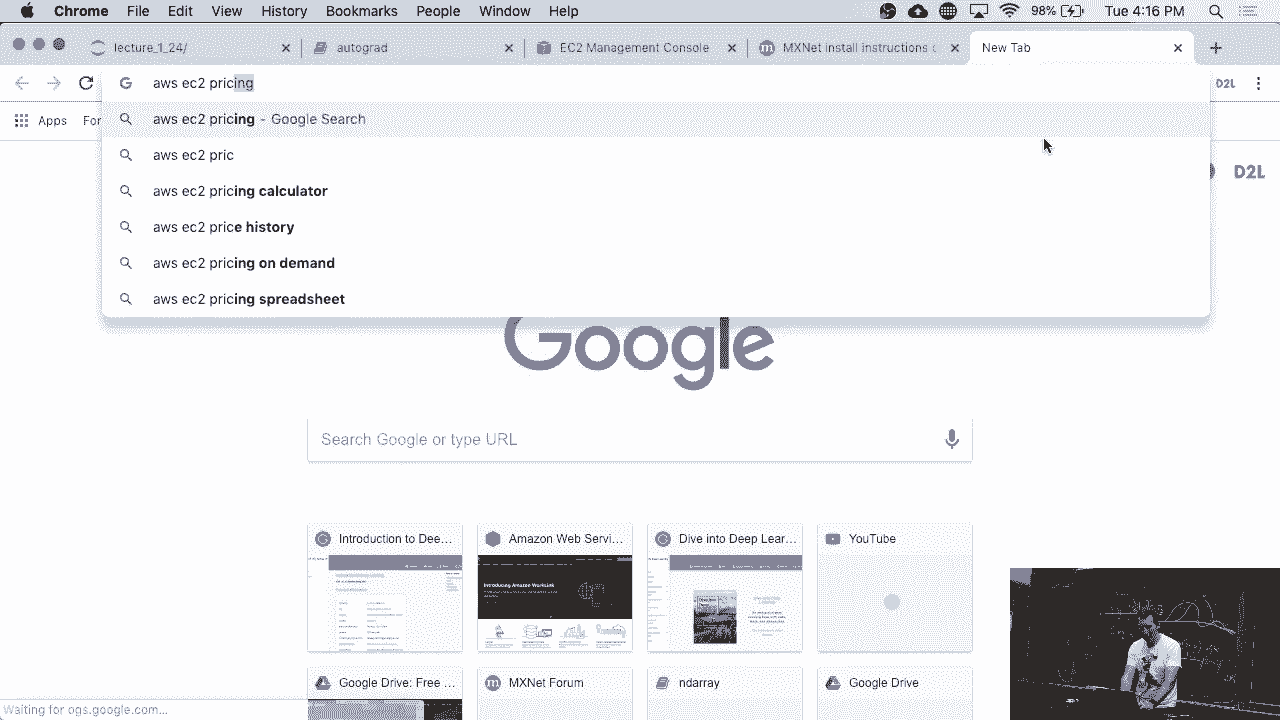 Chrome File Edit View History Bookmarks People Window Help 98% Tue 4:16 PM
lecture_1_24/ autograd EC2 Management Console MXNet install instructions New Tab
aws ec2 pricing D2L
Apps For
aws ec2 pricing - Google Search
aws ec2 pric
D2L
aws ec2 pricing calculator
aws ec2 price history
aws ec2 pricing on demand
aws ec2 pricing spreadsheet
Google
Search Google or type URL
Introduction to Dee... Amazon Web Servi... Dive into Deep Lear... YouTube
Introducing Amazon WorkLink
Google Drive: Free ... MXNet Forum ndarray Google Drive
Waiting for ogs.google.com...